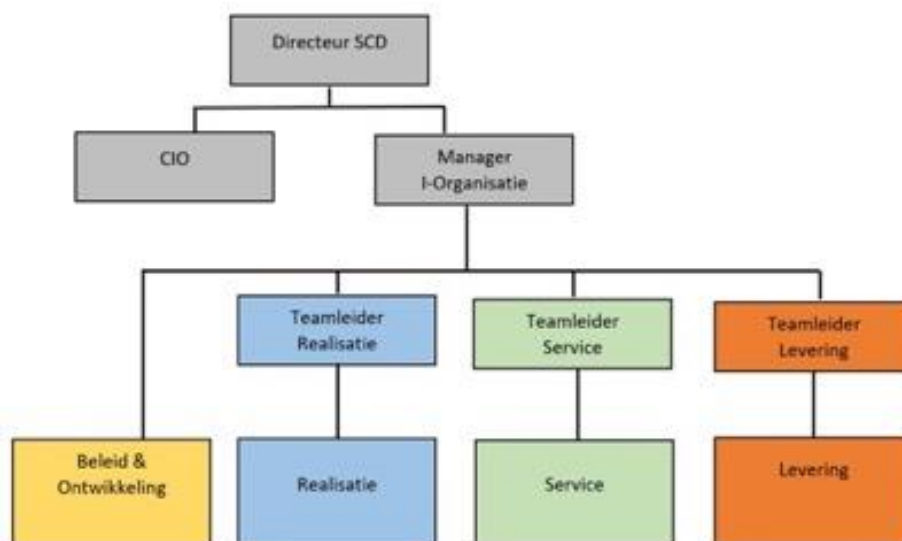 Directeur SCD
CIO
Manager
I-Organisatie
Teamleider
Realisatie
Teamleider
Service
Teamleider
Levering
Beleid &
Ontwikkeling
Realisatie
Service
Levering